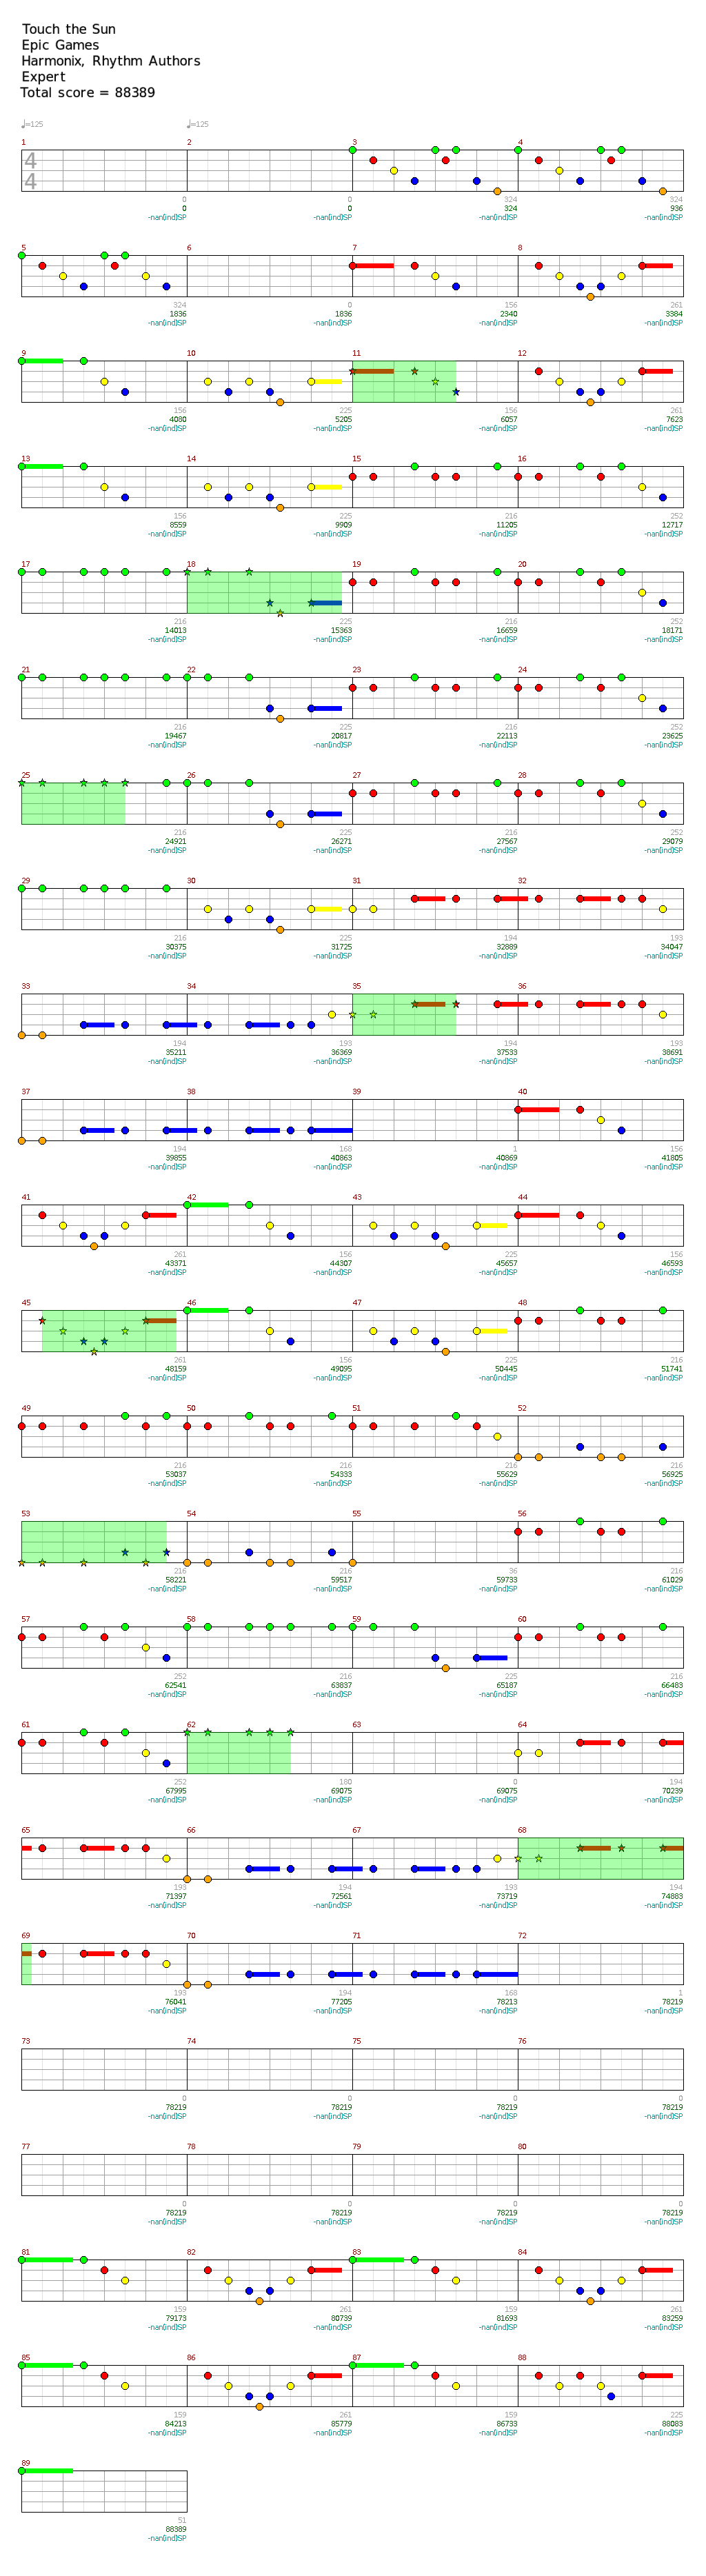 Touch the Sun
Epic Games
Harmonix, Rhythm Authors
Expert
Total score = 88389
♩=125 ♩=125
1 2 3 4
4
4
0 0 324 324
0 0 324 936
-nan(ind)SP -nan(ind)SP -nan(ind)SP -nan(ind)SP
5 6 7 8
324 0 156 261
1836 1836 2340 3384
-nan(ind)SP -nan(ind)SP -nan(ind)SP -nan(ind)SP
9 10 11 12
156 225 156 261
4080 5205 6057 7623
-nan(ind)SP -nan(ind)SP -nan(ind)SP -nan(ind)SP
13 14 15 16
156 225 216 252
8559 9909 11205 12717
-nan(ind)SP -nan(ind)SP -nan(ind)SP -nan(ind)SP
17 18 19 20
216 225 216 252
14013 15363 16659 18171
-nan(ind)SP -nan(ind)SP -nan(ind)SP -nan(ind)SP
21 22 23 24
216 225 216 252
19467 20817 22113 23625
-nan(ind)SP -nan(ind)SP -nan(ind)SP -nan(ind)SP
25 26 27 28
216 225 216 252
24921 26271 27567 29079
-nan(ind)SP -nan(ind)SP -nan(ind)SP -nan(ind)SP
29 30 31 32
216 225 194 193
30375 31725 32889 34047
-nan(ind)SP -nan(ind)SP -nan(ind)SP -nan(ind)SP
33 34 35 36
194 193 194 193
35211 36369 37533 38691
-nan(ind)SP -nan(ind)SP -nan(ind)SP -nan(ind)SP
37 38 39 40
194 168 1 156
39855 40863 40869 41805
-nan(ind)SP -nan(ind)SP -nan(ind)SP -nan(ind)SP
41 42 43 44
261 156 225 156
43371 44307 45657 46593
-nan(ind)SP -nan(ind)SP -nan(ind)SP -nan(ind)SP
45 46 47 48
261 156 225 216
48159 49095 50445 51741
-nan(ind)SP -nan(ind)SP -nan(ind)SP -nan(ind)SP
49 50 51 52
216 216 216 216
53037 54333 55629 56925
-nan(ind)SP -nan(ind)SP -nan(ind)SP -nan(ind)SP
53 54 55 56
216 216 36 216
58221 59517 59733 61029
-nan(ind)SP -nan(ind)SP -nan(ind)SP -nan(ind)SP
57 58 59 60
252 216 225 216
62541 63837 65187 66483
-nan(ind)SP -nan(ind)SP -nan(ind)SP -nan(ind)SP
61 62 63 64
252 180 0 194
67995 69075 69075 70239
-nan(ind)SP -nan(ind)SP -nan(ind)SP -nan(ind)SP
65 66 67 68
193 194 193 194
71397 72561 73719 74883
-nan(ind)SP -nan(ind)SP -nan(ind)SP -nan(ind)SP
69 70 71 72
193 194 168 1
76041 77205 78213 78219
-nan(ind)SP -nan(ind)SP -nan(ind)SP -nan(ind)SP
73 74 75 76
0 0 0 0
78219 78219 78219 78219
-nan(ind)SP -nan(ind)SP -nan(ind)SP -nan(ind)SP
77 78 79 80
0 0 0 0
78219 78219 78219 78219
-nan(ind)SP -nan(ind)SP -nan(ind)SP -nan(ind)SP
81 82 83 84
159 261 159 261
79173 80739 81693 83259
-nan(ind)SP -nan(ind)SP -nan(ind)SP -nan(ind)SP
85 86 87 88
159 261 159 225
84213 85779 86733 88083
-nan(ind)SP -nan(ind)SP -nan(ind)SP -nan(ind)SP
89
51
88389
-nan(ind)SP